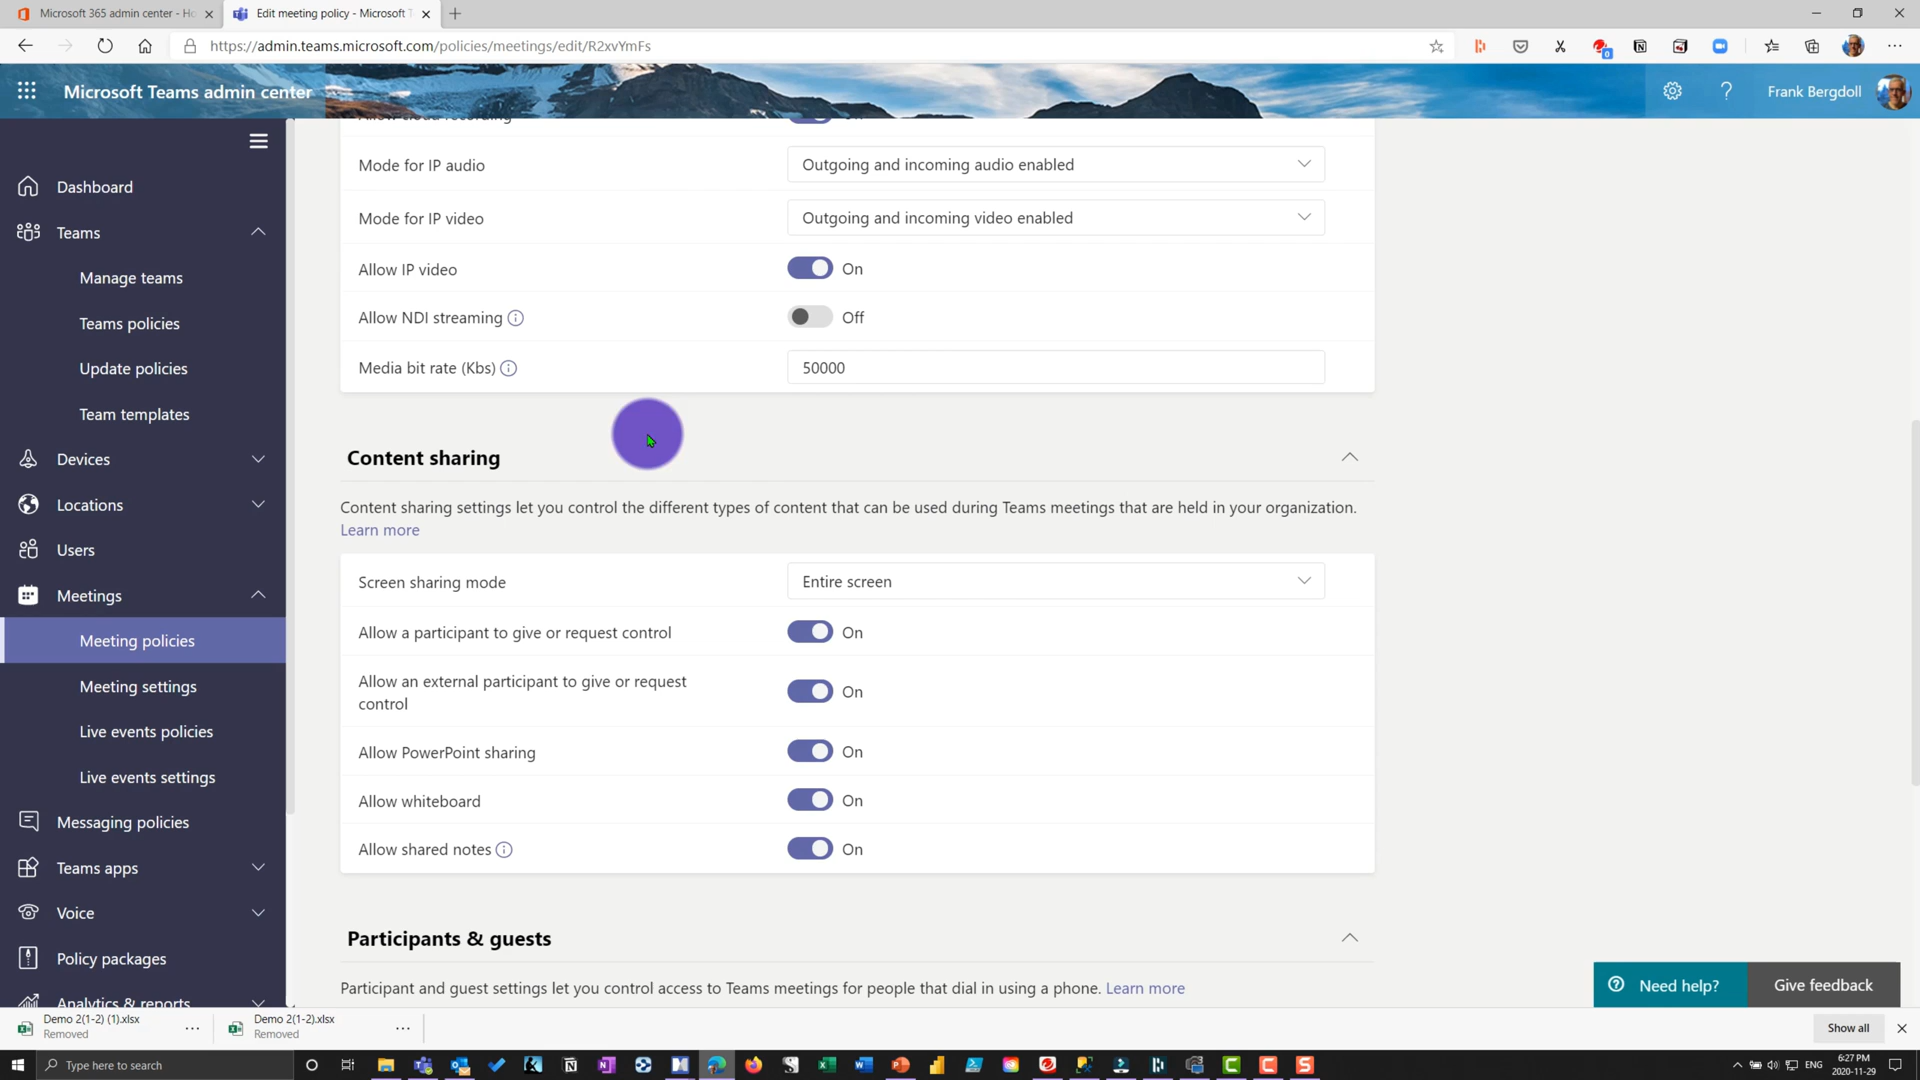 Microsoft 365 admin center - Ho
Edit meeting policy - Microsoft T
https://admin.teams.microsoft.com/policies/meetings/edit/R2xvYmFs
Microsoft Teams admin center
Frank Bergdoll
Dashboard
Teams
Manage teams
Teams policies
Update policies
Team templates
Devices
Locations
Users
Meetings
Meeting policies
Meeting settings
Live events policies
Live events settings
Messaging policies
Teams apps
Voice
Policy packages
Analytics & reports
Allow cloud recording
Mode for IP audio
Outgoing and incoming audio enabled
Mode for IP video
Outgoing and incoming video enabled
Allow IP video
On
Allow NDI streaming
Off
Media bit rate (Kbs)
50000
Content sharing
Content sharing settings let you control the different types of content that can be used during Teams meetings that are held in your organization.
Learn more
Screen sharing mode
Entire screen
Allow a participant to give or request control
On
Allow an external participant to give or request
control
On
Allow PowerPoint sharing
On
Allow whiteboard
On
Allow shared notes
On
Participants & guests
Participant and guest settings let you control access to Teams meetings for people that dial in using a phone. Learn more
Need help?
Give feedback
Demo 2(1-2) (1).xlsx
Removed
Demo 2(1-2).xlsx
Removed
Show all
Type here to search
ENG
6:27 PM
2020-11-29